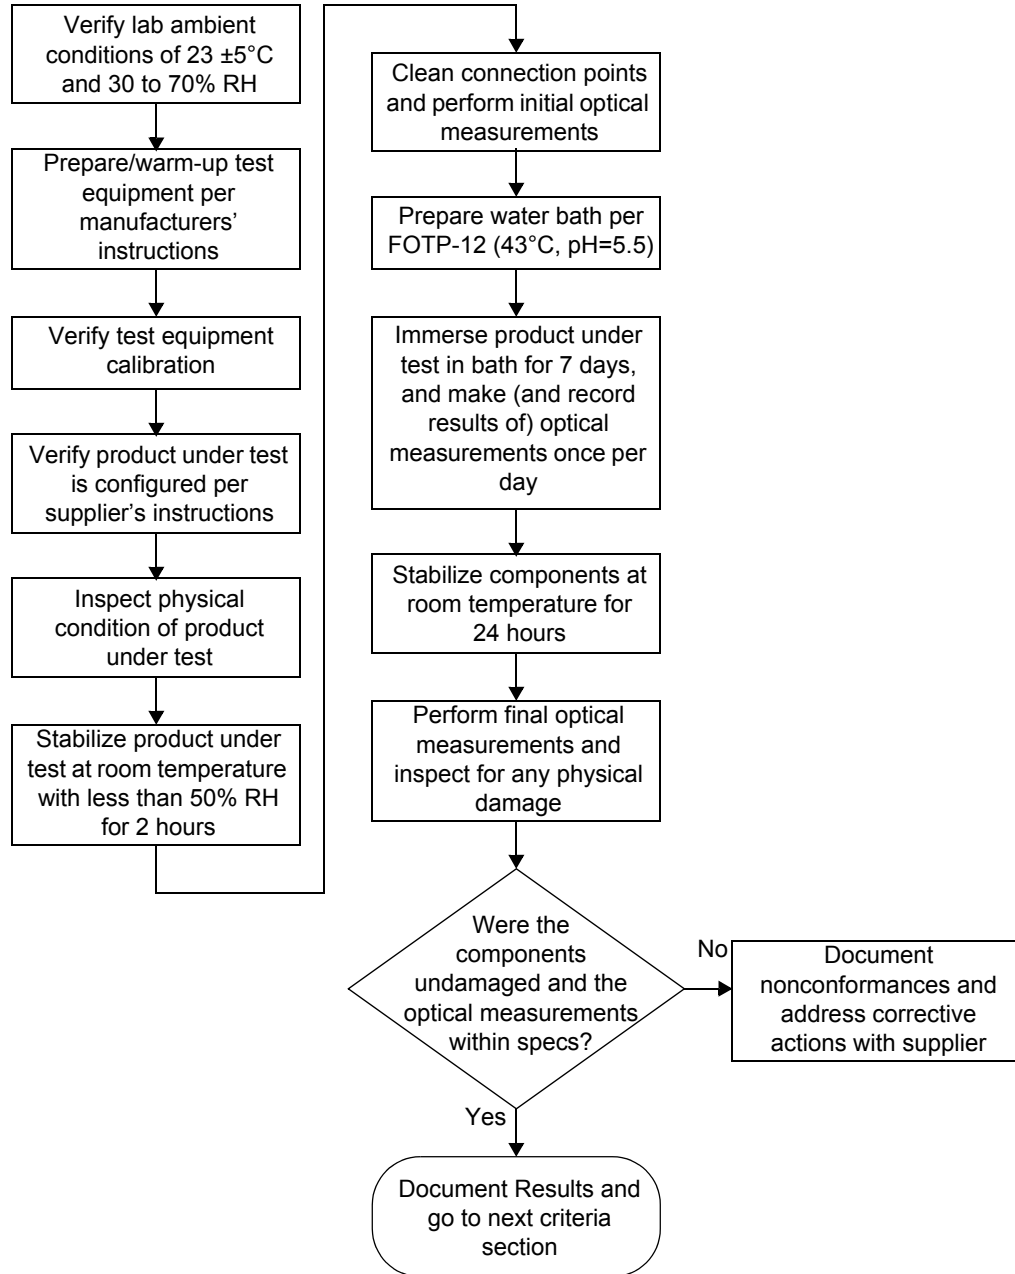 Verify lab ambient
conditions of 23 ±5°C
and 30 to 70% RH
Prepare/warm-up test
equipment per
manufacturers’
instructions
Verify test equipment
calibration
Verify product under test
is configured per
supplier’s instructions
Inspect physical
condition of product
under test
Stabilize product under
test at room temperature
with less than 50% RH
for 2 hours
Clean connection points
and perform initial optical
measurements
Prepare water bath per
FOTP-12 (43°C, pH=5.5)
Immerse product under
test in bath for 7 days,
and make (and record
results of) optical
measurements once per
day
Stabilize components at
room temperature for
24 hours
Perform final optical
measurements and
inspect for any physical
damage
Were the
components
undamaged and the
optical measurements
within specs?
No
Document
nonconformances and
address corrective
actions with supplier
Yes
Document Results and
go to next criteria
section